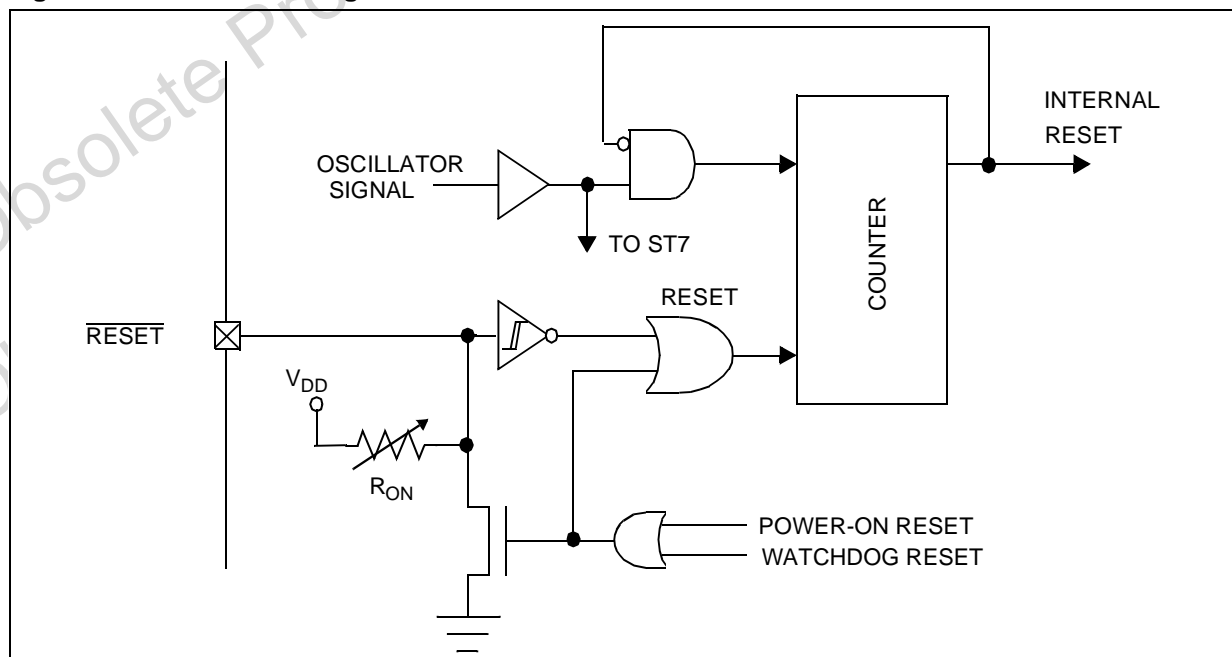 Obsolete Pro
INTERNAL
RESET
OSCILLATOR
SIGNAL
TO ST7
COUNTER
RESET
RESET
VDD
RON
POWER-ON RESET
WATCHDOG RESET